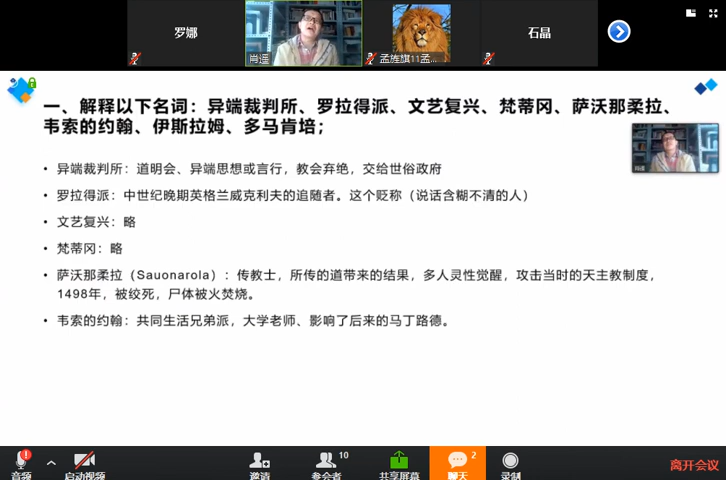 罗娜
肖遥
孟旌旗11孟...
石晶
一、解释以下名词：异端裁判所、罗拉得派、文艺复兴、梵蒂冈、萨沃那柔拉、
韦索的约翰、伊斯拉姆、多马肯培；
• 异端裁判所：道明会、异端思想或言行，教会弃绝，交给世俗政府
• 罗拉得派：中世纪晚期英格兰威克利夫的追随者。这个贬称（说话含糊不清的人）
• 文艺复兴：略
• 梵蒂冈：略
• 萨沃那柔拉（Sauonarola）：传教士，所传的道带来的结果，多人灵性觉醒，攻击当时的天主教制度，
1498年，被绞死，尸体被火焚烧。
• 韦索的约翰：共同生活兄弟派，大学老师、影响了后来的马丁路德。
音频
启动视频
邀请
10
参会者
共享屏幕
2
聊天
录制
离开会议